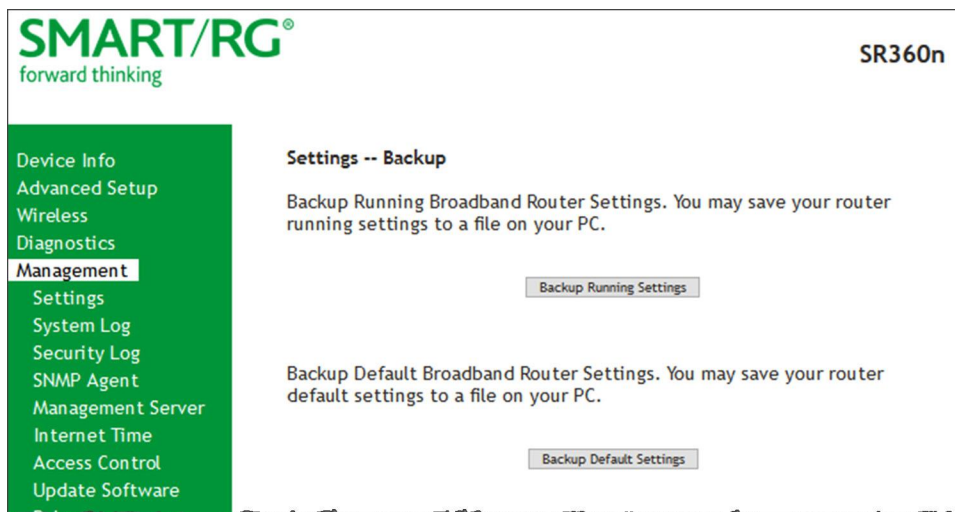 SMART/RG®
forward thinking
SR360n
Device Info
Advanced Setup
Wireless
Diagnostics
Management
Settings
System Log
Security Log
SNMP Agent
Management Server
Internet Time
Access Control
Update Software
Settings -- Backup
Backup Running Broadband Router Settings. You may save your router
running settings to a file on your PC.
Backup Running Settings
Backup Default Broadband Router Settings. You may save your router
default settings to a file on your PC.
Backup Default Settings